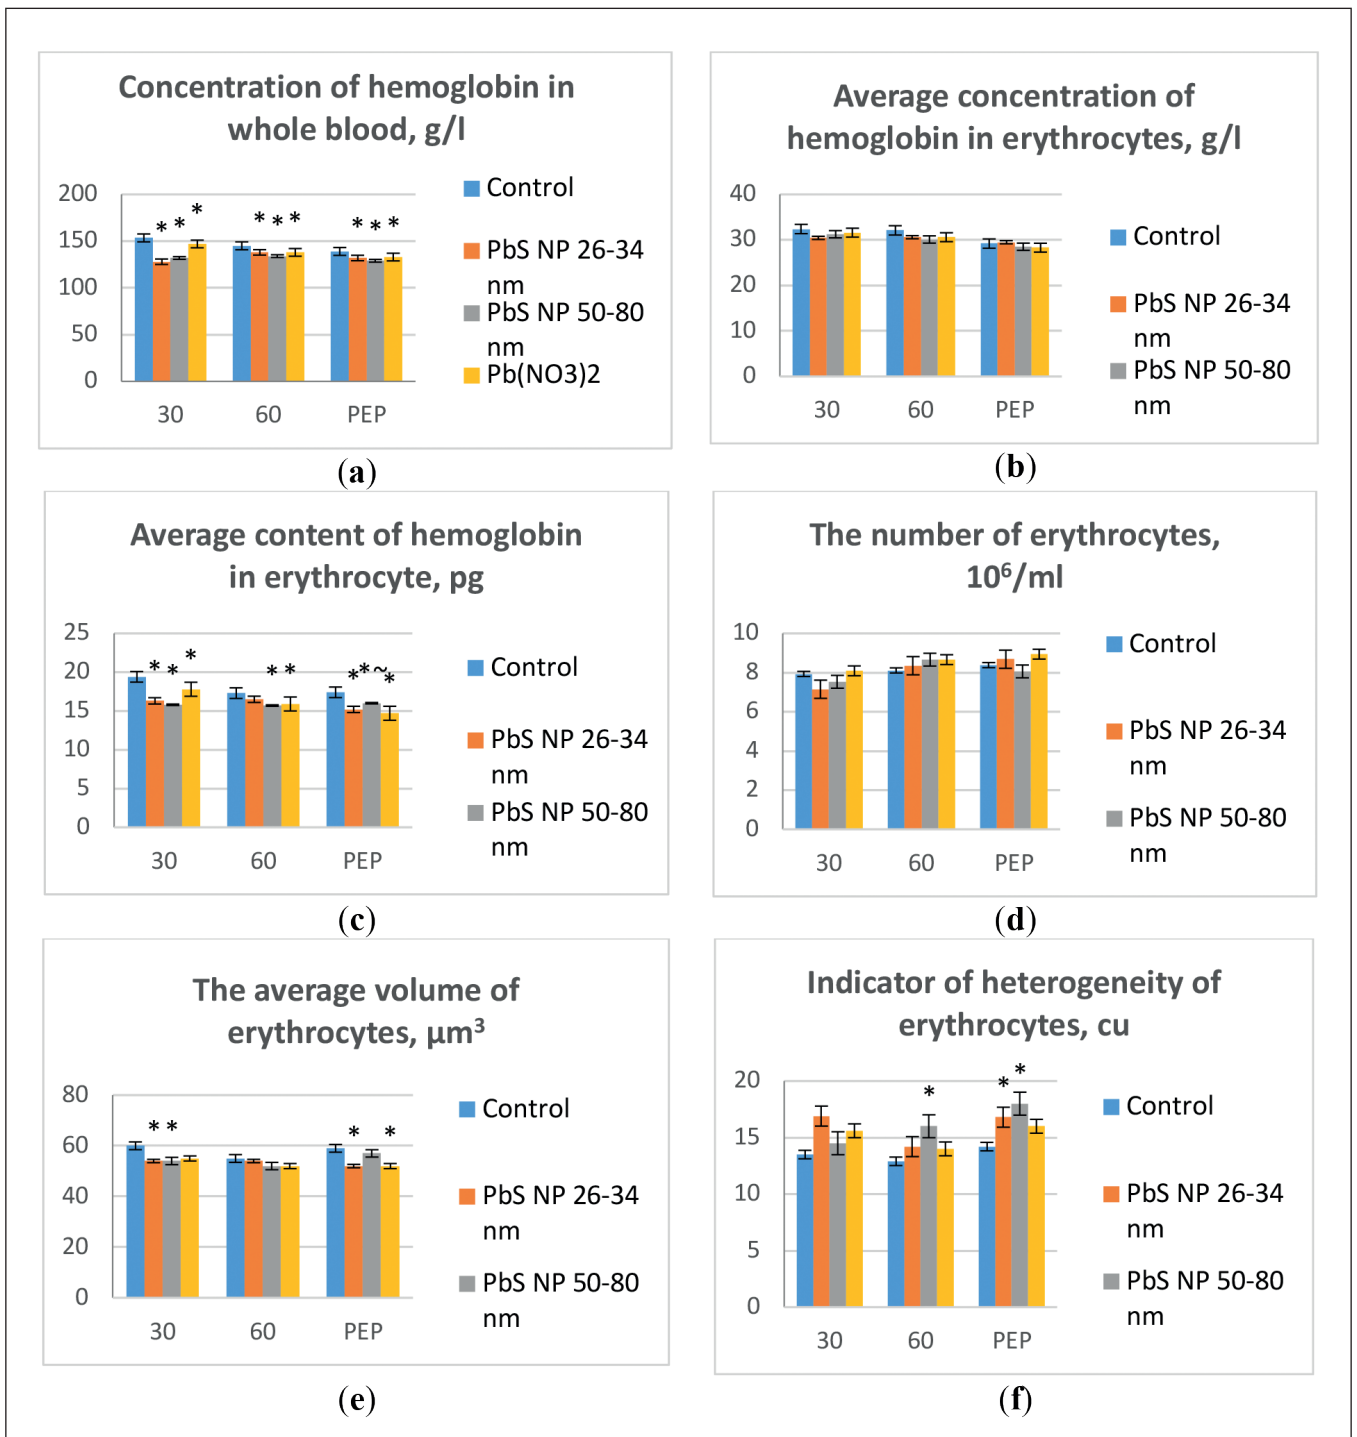 Concentration of hemoglobin in
whole blood, g/l
200
150
100
50
0
* * *
* * *
* * *
30
60
PEP
Control
PbS NP 26-34
nm
PbS NP 50-80
nm
Pb(NO3)2
(a)
Average concentration of
hemoglobin in erythrocytes, g/l
40
30
20
10
0
30
60
PEP
Control
PbS NP 26-34
nm
PbS NP 50-80
nm
(b)
Average content of hemoglobin
in erythrocyte, pg
25
20
15
10
5
0
* * *
* *
* *~ *
30
60
PEP
Control
PbS NP 26-34
nm
PbS NP 50-80
nm
(c)
The number of erythrocytes,
10⁶/ml
10
8
6
4
2
0
30
60
PEP
Control
PbS NP 26-34
nm
PbS NP 50-80
nm
(d)
The average volume of
erythrocytes, µm³
80
60
40
20
0
* *
* *
30
60
PEP
Control
PbS NP 26-34
nm
PbS NP 50-80
nm
(e)
Indicator of heterogeneity of
erythrocytes, cu
20
15
10
5
0
*
* *
30
60
PEP
Control
PbS NP 26-34
nm
PbS NP 50-80
nm
(f)